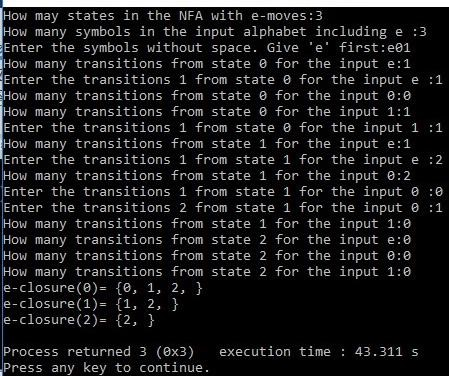 How may states in the NFA with e-moves:3
How many symbols in the input alphabet including e :3
Enter the symbols without space. Give 'e' first:e01
How many transitions from state 0 for the input e:1
Enter the transitions 1 from state 0 for the input e :1
How many transitions from state 0 for the input 0:0
How many transitions from state 0 for the input 1:1
Enter the transitions 1 from state 0 for the input 1 :1
How many transitions from state 1 for the input e:1
Enter the transitions 1 from state 1 for the input e :2
How many transitions from state 1 for the input 0:2
Enter the transitions 1 from state 1 for the input 0 :0
Enter the transitions 2 from state 1 for the input 0 :1
How many transitions from state 1 for the input 1:0
How many transitions from state 2 for the input e:0
How many transitions from state 2 for the input 0:0
How many transitions from state 2 for the input 1:0
e-closure(0)= {0, 1, 2, }
e-closure(1)= {1, 2, }
e-closure(2)= {2, }
Process returned 3 (0x3)   execution time : 43.311 s
Press any key to continue.